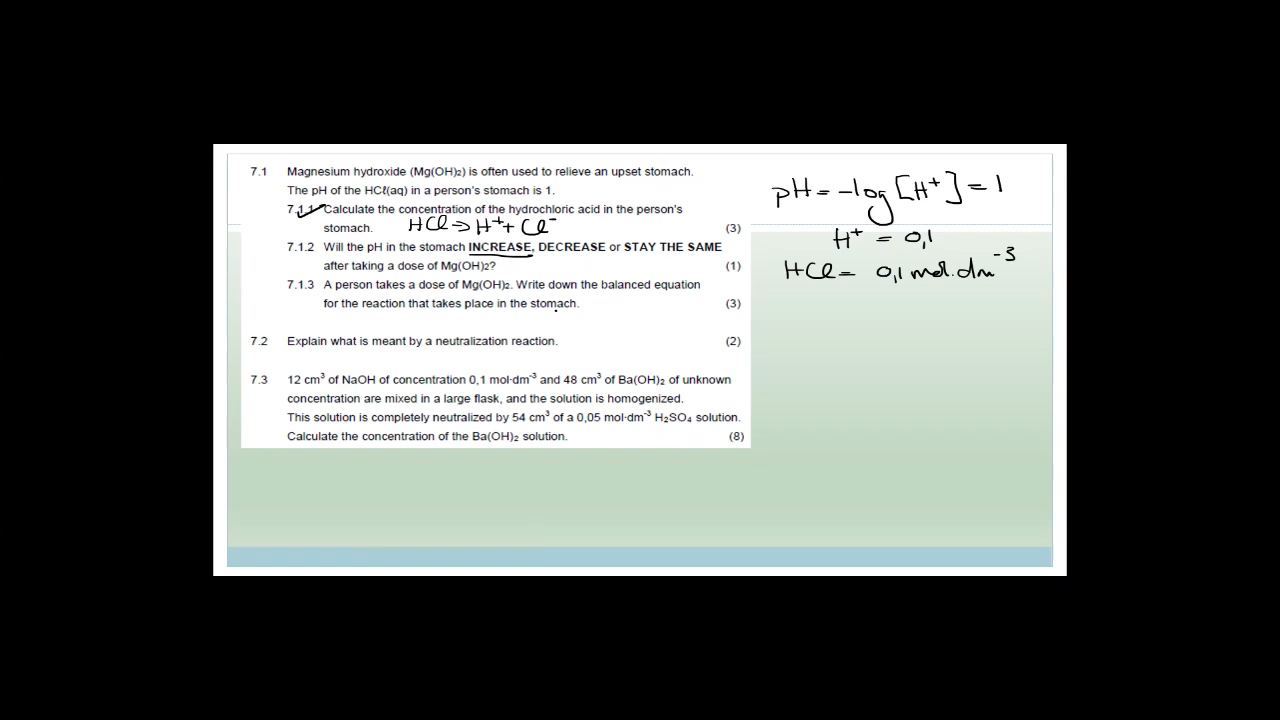 7.1 Magnesium hydroxide (Mg(OH)₂) is often used to relieve an upset stomach.
The pH of the HCℓ(aq) in a person's stomach is 1.
7.1.1 Calculate the concentration of the hydrochloric acid in the person's
stomach. (3)
HCl → H⁺ + Cl⁻
7.1.2 Will the pH in the stomach INCREASE, DECREASE or STAY THE SAME
after taking a dose of Mg(OH)₂? (1)
7.1.3 A person takes a dose of Mg(OH)₂. Write down the balanced equation
for the reaction that takes place in the stomach. (3)
7.2 Explain what is meant by a neutralization reaction. (2)
7.3 12 cm³ of NaOH of concentration 0,1 mol·dm⁻³ and 48 cm³ of Ba(OH)₂ of unknown
concentration are mixed in a large flask, and the solution is homogenized.
This solution is completely neutralized by 54 cm³ of a 0,05 mol·dm⁻³ H₂SO₄ solution.
Calculate the concentration of the Ba(OH)₂ solution. (8)
pH = -log [H⁺] = 1
H⁺ = 0,1
HCl = 0,1 mol.dm⁻³